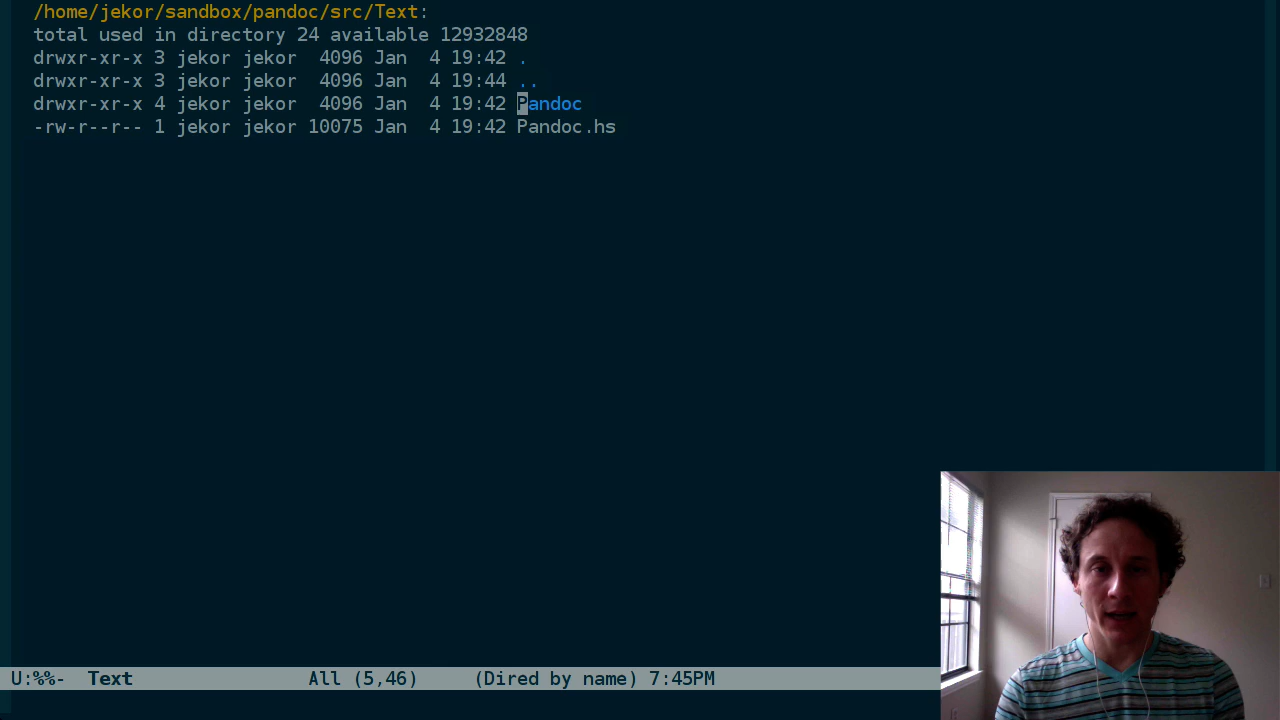 /home/jekor/sandbox/pandoc/src/Text:
total used in directory 24 available 12932848
drwxr-xr-x 3 jekor jekor  4096 Jan  4 19:42 .
drwxr-xr-x 3 jekor jekor  4096 Jan  4 19:44 ..
drwxr-xr-x 4 jekor jekor  4096 Jan  4 19:42 Pandoc
-rw-r--r-- 1 jekor jekor 10075 Jan  4 19:42 Pandoc.hs
U:%%-  Text                All (5,46)     (Dired by name) 7:45PM